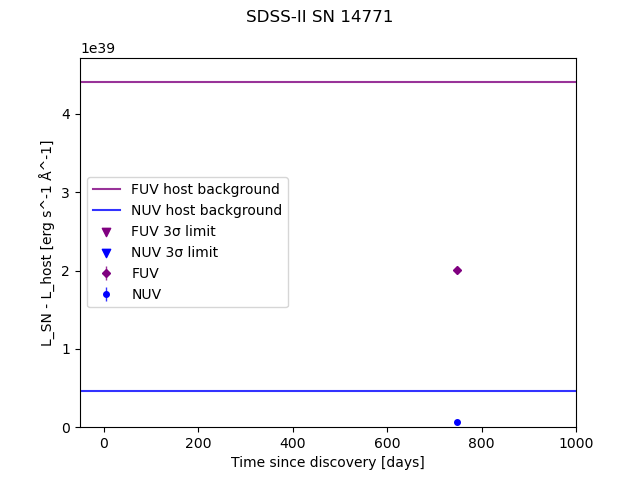 SDSS-II SN 14771
1e39
L_SN - L_host [erg s^-1 Å^-1]
4
3
2
1
0
FUV host background
NUV host background
FUV 3σ limit
NUV 3σ limit
FUV
NUV
0 200 400 600 800 1000
Time since discovery [days]